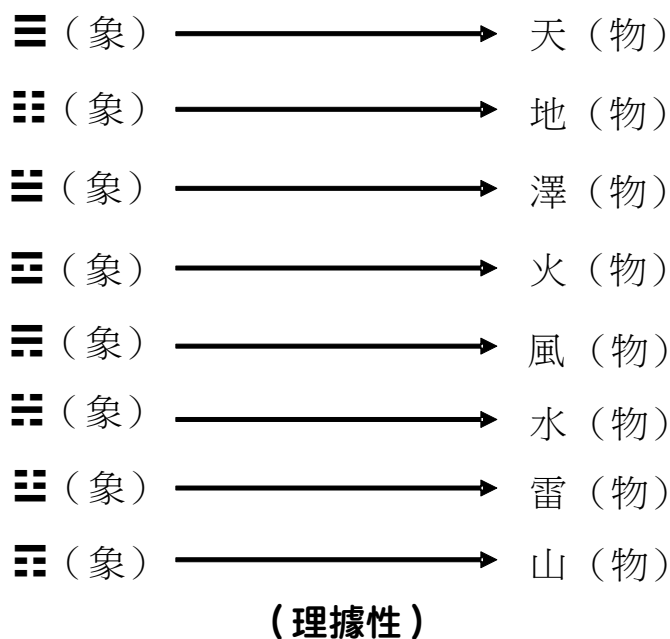 ☰（象） 天（物）
☷（象） 地（物）
☱（象） 澤（物）
☲（象） 火（物）
☴（象） 風（物）
☵（象） 水（物）
☳（象） 雷（物）
☶（象） 山（物）
（理據性）